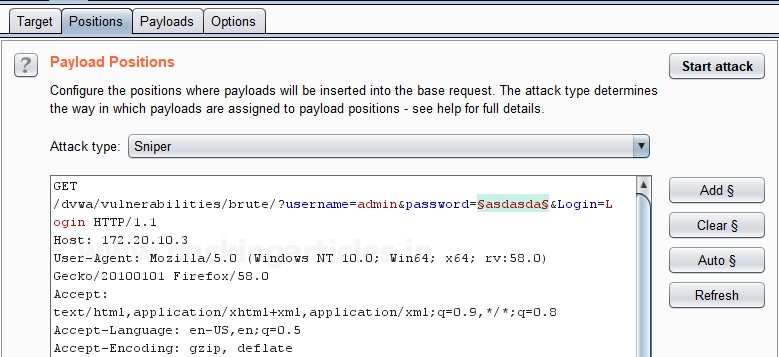 Target Positions Payloads Options
? Payload Positions Start attack
Configure the positions where payloads will be inserted into the base request. The attack type determines
the way in which payloads are assigned to payload positions - see help for full details.
Attack type: Sniper
GET
/dvwa/vulnerabilities/brute/?username=admin&password=§asdasda§&Login=L
ogin HTTP/1.1
Host: 172.20.10.3
User-Agent: Mozilla/5.0 (Windows NT 10.0; Win64; x64; rv:58.0)
Gecko/20100101 Firefox/58.0
Accept:
text/html,application/xhtml+xml,application/xml;q=0.9,*/*;q=0.8
Accept-Language: en-US,en;q=0.5
Accept-Encoding: gzip, deflate
Add §
Clear §
Auto §
Refresh